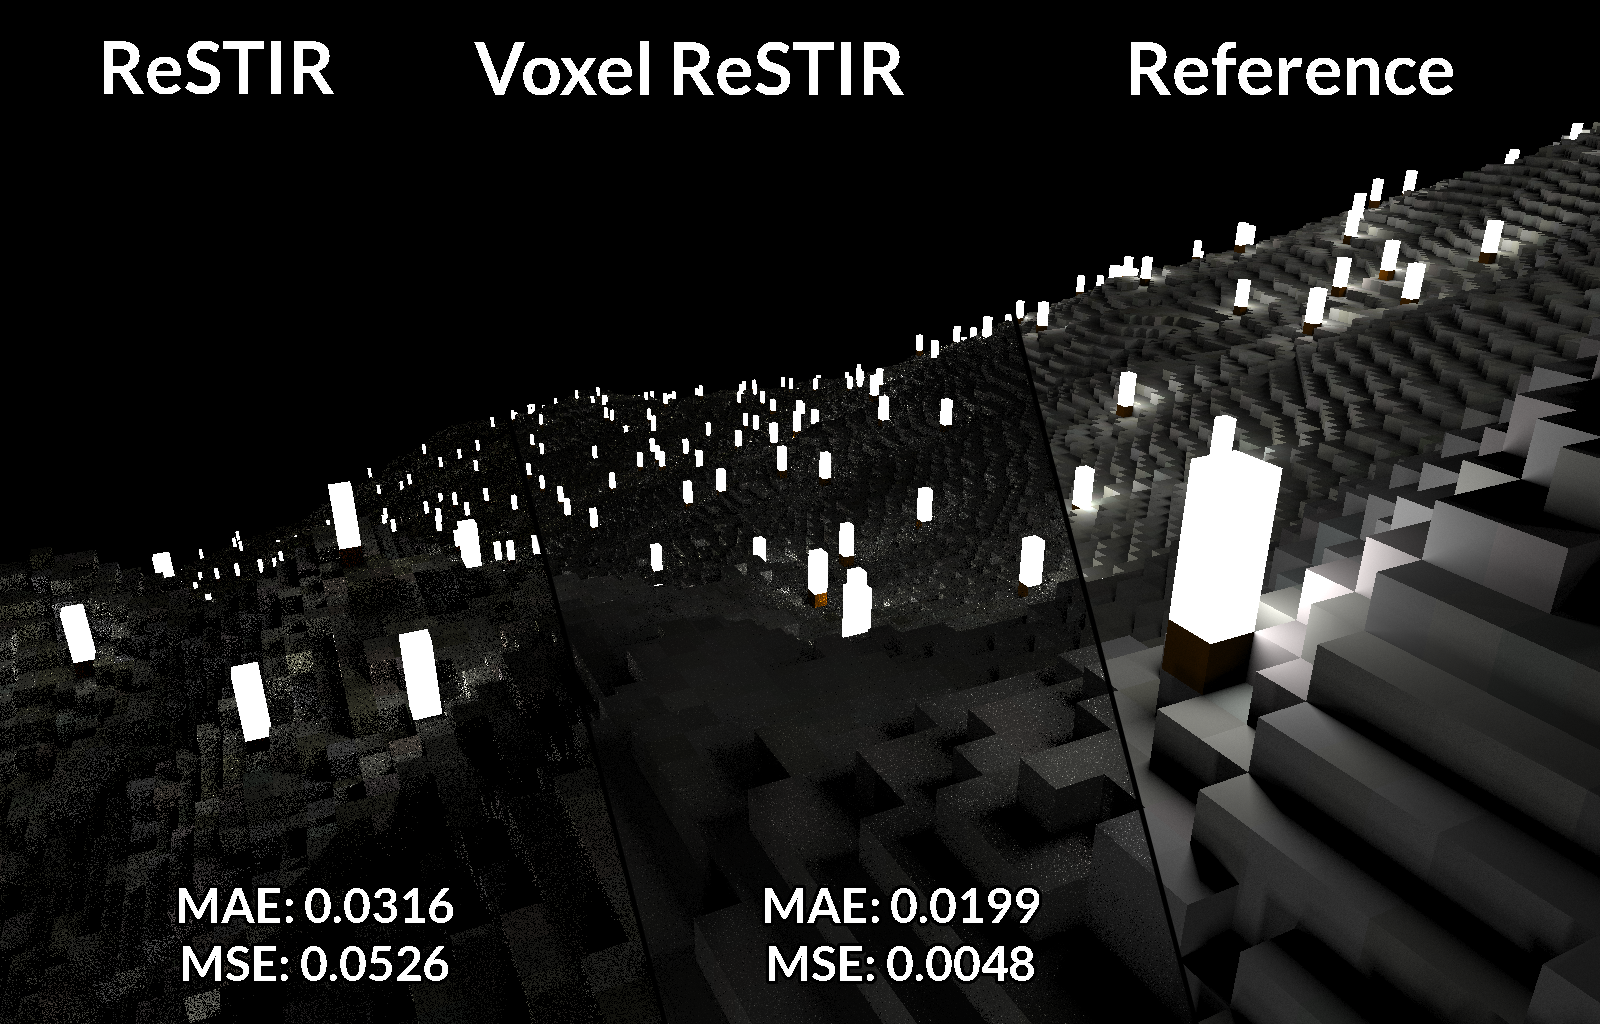 ReSTIR
Voxel ReSTIR
Reference
MAE: 0.0316
MSE: 0.0526
MAE: 0.0199
MSE: 0.0048